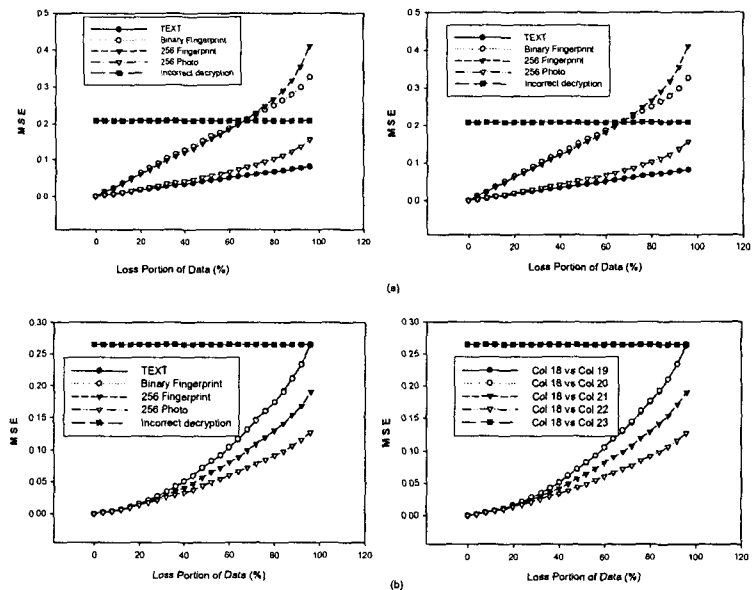 0.5
0.4
0.3
0.2
0.1
0.0
M S E
TEXT
Binary Fingerprint
256 Fingerprint
256 Photo
Incorrect decryption
0 20 40 60 80 100 120
Loss Portion of Data (%)
0.5
0.4
0.3
0.2
0.1
0.0
M S E
TEXT
Binary Fingerprint
256 Fingerprint
256 Photo
Incorrect decryption
0 20 40 60 80 100 120
Loss Portion of Data (%)
(a)
0.30
0.25
0.20
0.15
0.10
0.05
0.00
M S E
TEXT
Binary Fingerprint
256 Fingerprint
256 Photo
Incorrect decryption
0 20 40 60 80 100 120
Loss Portion of Data (%)
0.30
0.25
0.20
0.15
0.10
0.05
0.00
M S E
Col 18 vs Col 19
Col 18 vs Col 20
Col 18 vs Col 21
Col 18 vs Col 22
Col 18 vs Col 23
0 20 40 60 80 100 120
Loss Portion of Data (%)
(b)